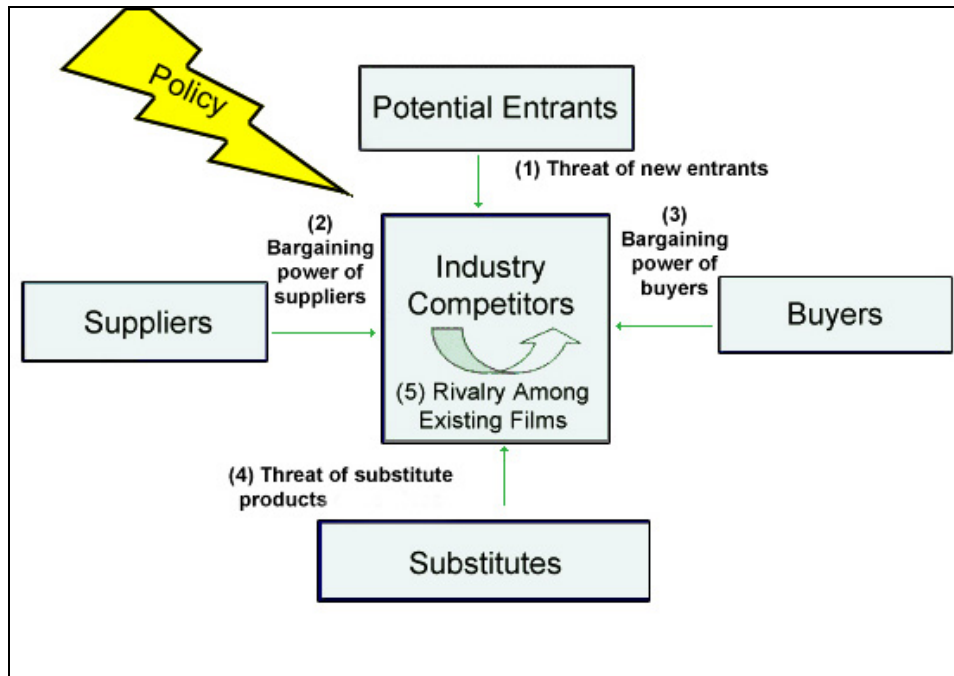 Policy
Potential Entrants
(1) Threat of new entrants
(2)
Bargaining
power of
suppliers
(3)
Bargaining
power of
buyers
Industry
Competitors
Suppliers
Buyers
(5) Rivalry Among
Existing Films
(4) Threat of substitute
products
Substitutes